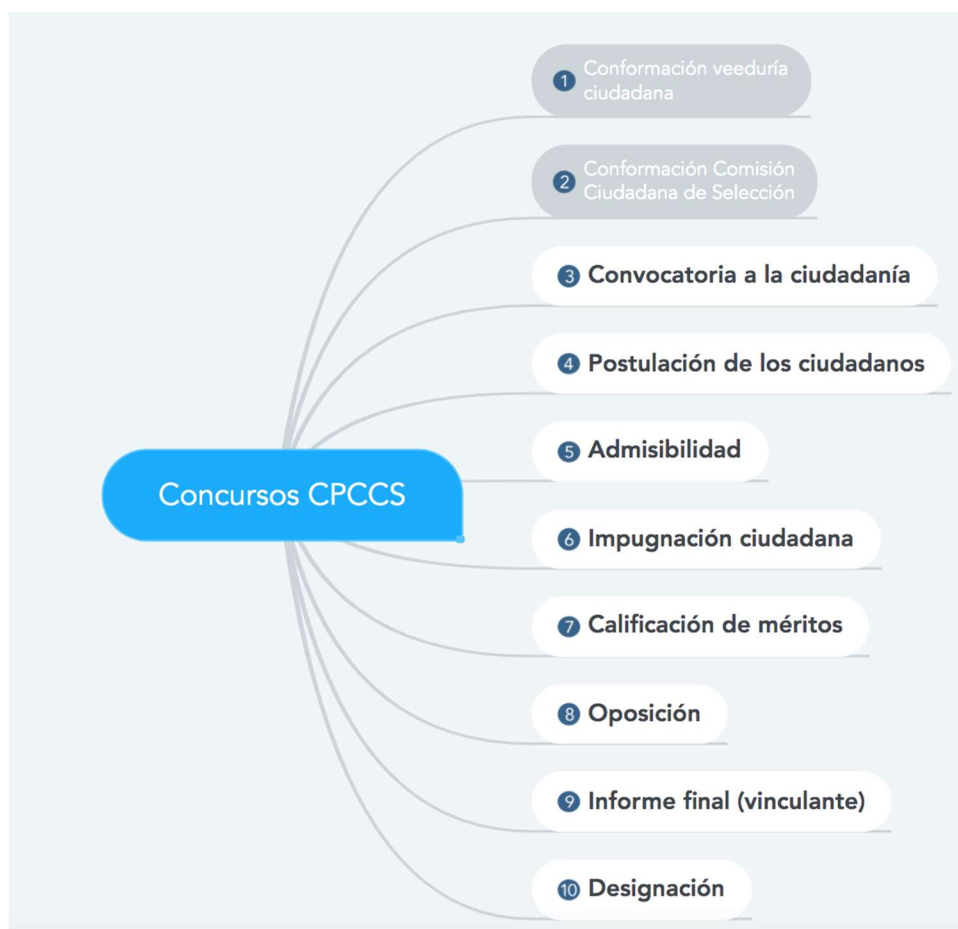 1 Conformación veeduría
ciudadana
2 Conformación Comisión
Ciudadana de Selección
3 Convocatoria a la ciudadanía
4 Postulación de los ciudadanos
5 Admisibilidad
Concursos CPCCS
6 Impugnación ciudadana
7 Calificación de méritos
8 Oposición
9 Informe final (vinculante)
10 Designación